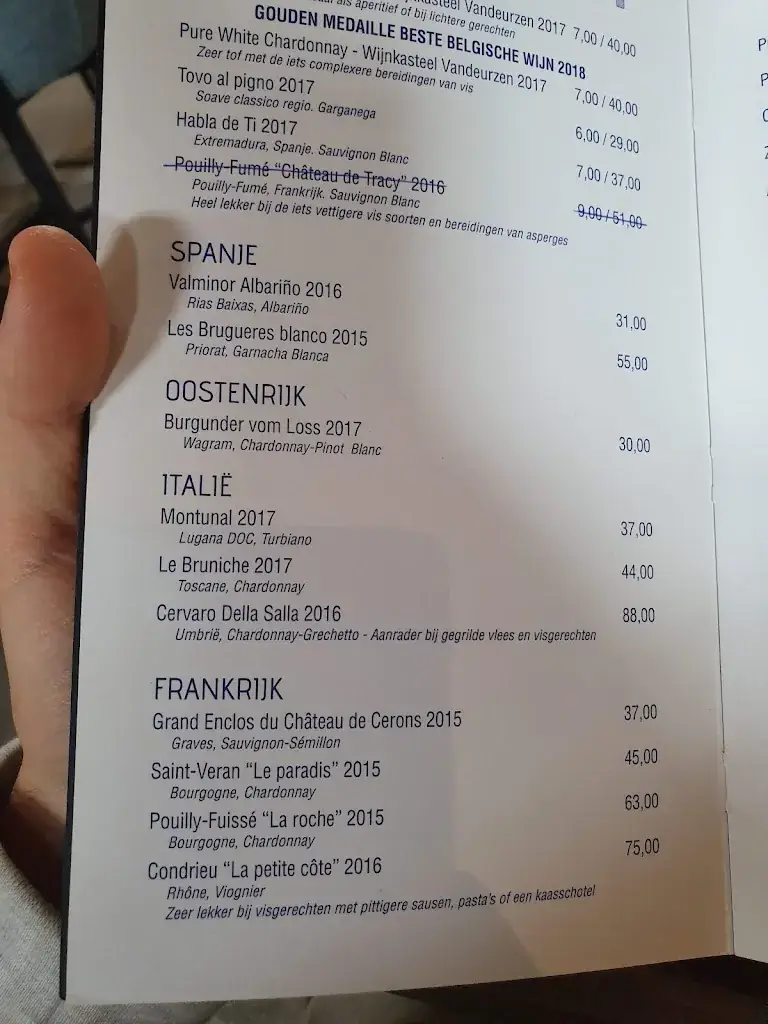 Vandeurzen 2017 7,00 / 40,00
als aperitief of bij lichtere gerechten
GOUDEN MEDAILLE BESTE BELGISCHE WIJN 2018
Pure White Chardonnay - Wijnkasteel Vandeurzen 2017 7,00 / 40,00
Zeer tof met de iets complexere bereidingen van vis
Tovo al pigno 2017 6,00 / 29,00
Soave classico regio. Garganega
Habla de Ti 2017 7,00 / 37,00
Extremadura, Spanje. Sauvignon Blanc
Pouilly-Fumé “Château de Tracy” 2016 9,00 / 51,00
Pouilly-Fumé, Frankrijk. Sauvignon Blanc
Heel lekker bij de iets vettigere vis soorten en bereidingen van asperges
SPANJE
Valminor Albariño 2016 31,00
Rias Baixas, Albariño
Les Brugueres blanco 2015 55,00
Priorat, Garnacha Blanca
OOSTENRIJK
Burgunder vom Loss 2017 30,00
Wagram, Chardonnay-Pinot Blanc
ITALIË
Montunal 2017 37,00
Lugana DOC, Turbiano
Le Bruniche 2017 44,00
Toscane, Chardonnay
Cervaro Della Salla 2016 88,00
Umbrië, Chardonnay-Grechetto - Aanrader bij gegrilde vlees en visgerechten
FRANKRIJK
Grand Enclos du Château de Cerons 2015 37,00
Graves, Sauvignon-Sémillon
Saint-Veran “Le paradis” 2015 45,00
Bourgogne, Chardonnay
Pouilly-Fuissé “La roche” 2015 63,00
Bourgogne, Chardonnay
Condrieu “La petite côte” 2016 75,00
Rhône, Viognier
Zeer lekker bij visgerechten met pittigere sausen, pasta's of een kaasschotel